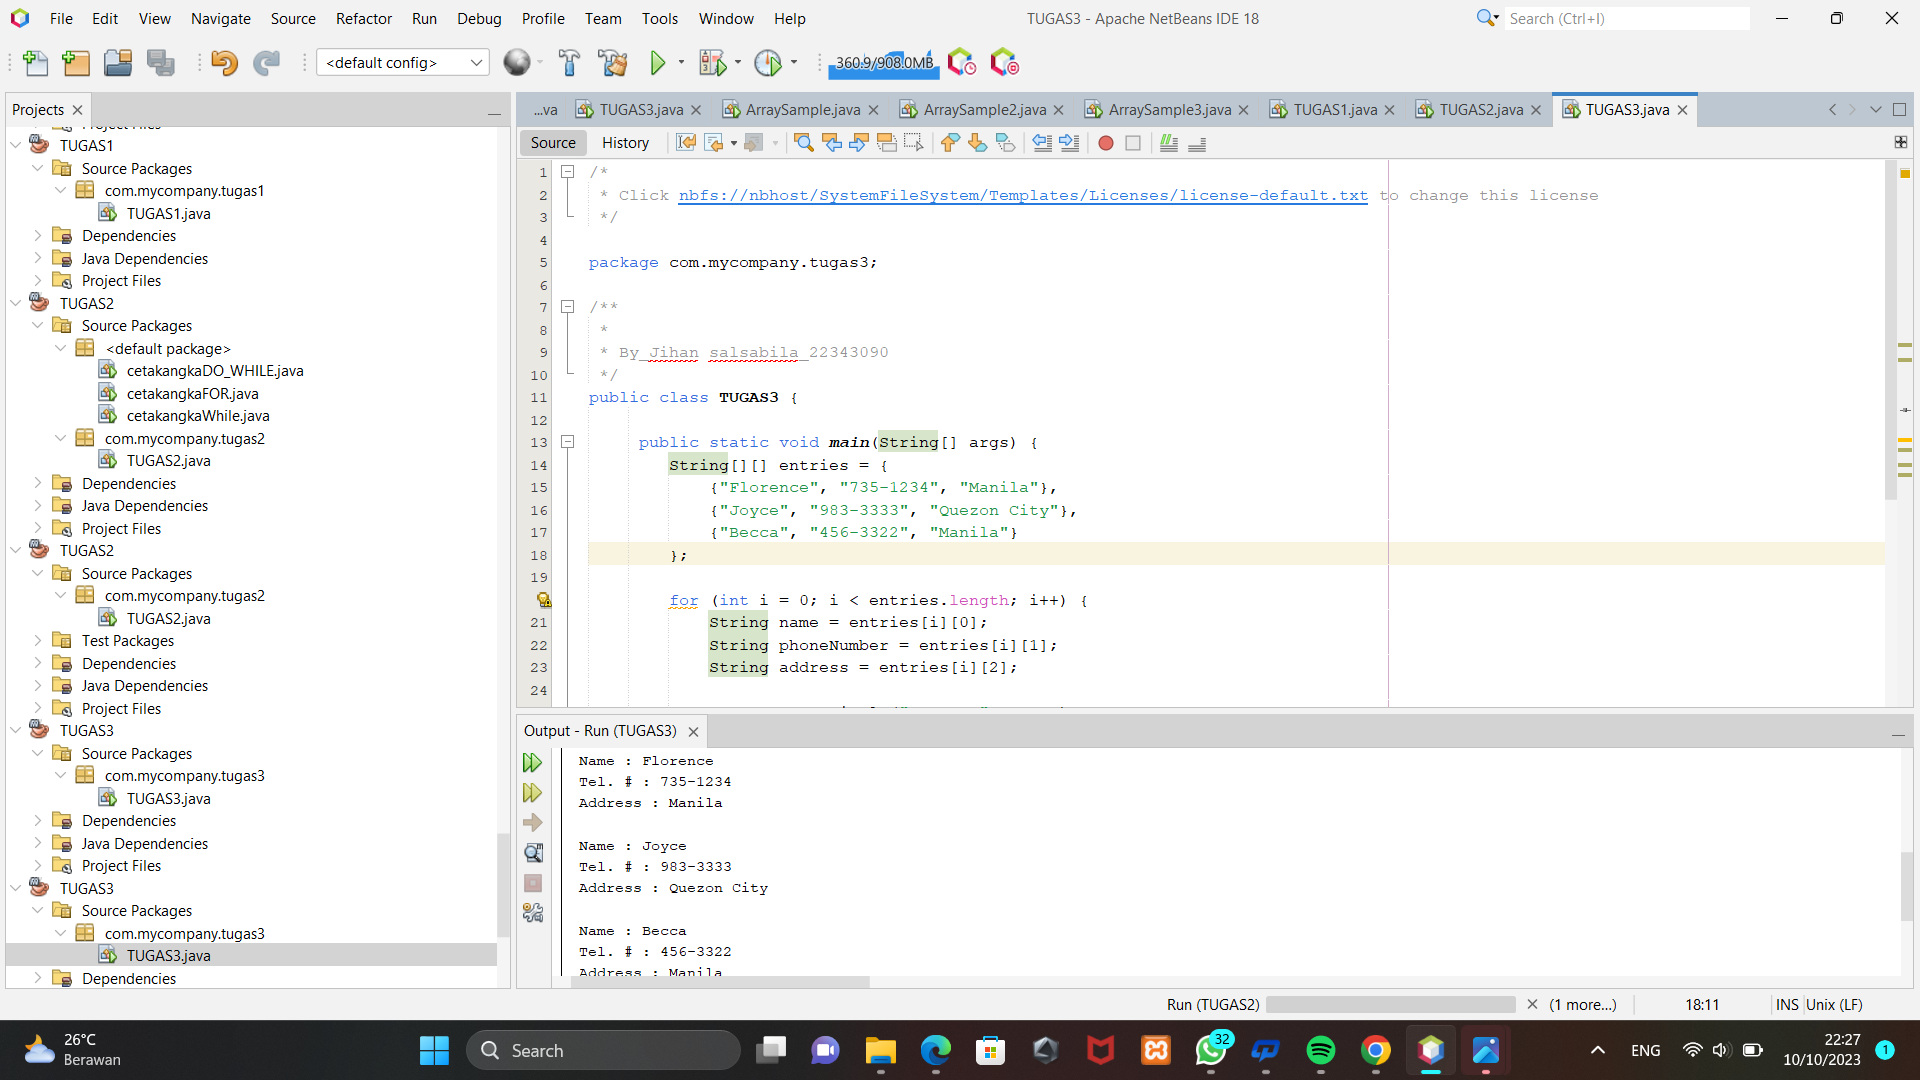 File Edit View Navigate Source Refactor Run Debug Profile Team Tools Window Help
TUGAS3 - Apache NetBeans IDE 18
Search (Ctrl+I)
<default config>
360.9/908.0MB
Projects
Project Files
TUGAS1
Source Packages
com.mycompany.tugas1
TUGAS1.java
Dependencies
Java Dependencies
Project Files
TUGAS2
Source Packages
<default package>
cetakangkaDO_WHILE.java
cetakangkaFOR.java
cetakangkaWhile.java
com.mycompany.tugas2
TUGAS2.java
Dependencies
Java Dependencies
Project Files
TUGAS2
Source Packages
com.mycompany.tugas2
TUGAS2.java
Test Packages
Dependencies
Java Dependencies
Project Files
TUGAS3
Source Packages
com.mycompany.tugas3
TUGAS3.java
Dependencies
Java Dependencies
Project Files
TUGAS3
Source Packages
com.mycompany.tugas3
TUGAS3.java
Dependencies
...va TUGAS3.java ArraySample.java ArraySample2.java ArraySample3.java TUGAS1.java TUGAS2.java TUGAS3.java
Source History
1 /*
2 * Click nbfs://nbhost/SystemFileSystem/Templates/Licenses/license-default.txt to change this license
3 */
4
5 package com.mycompany.tugas3;
6
7 /**
8 *
9 * By_Jihan salsabila_22343090
10 */
11 public class TUGAS3 {
12
13 public static void main(String[] args) {
14 String[][] entries = {
15 {"Florence", "735-1234", "Manila"},
16 {"Joyce", "983-3333", "Quezon City"},
17 {"Becca", "456-3322", "Manila"}
18 };
19
for (int i = 0; i < entries.length; i++) {
21 String name = entries[i][0];
22 String phoneNumber = entries[i][1];
23 String address = entries[i][2];
24
Output - Run (TUGAS3)
Name : Florence
Tel. # : 735-1234
Address : Manila
Name : Joyce
Tel. # : 983-3333
Address : Quezon City
Name : Becca
Tel. # : 456-3322
Address : Manila
Run (TUGAS2) (1 more...) 18:11 INS Unix (LF)
26°C
Berawan
Search
32
ENG
22:27
10/10/2023
1